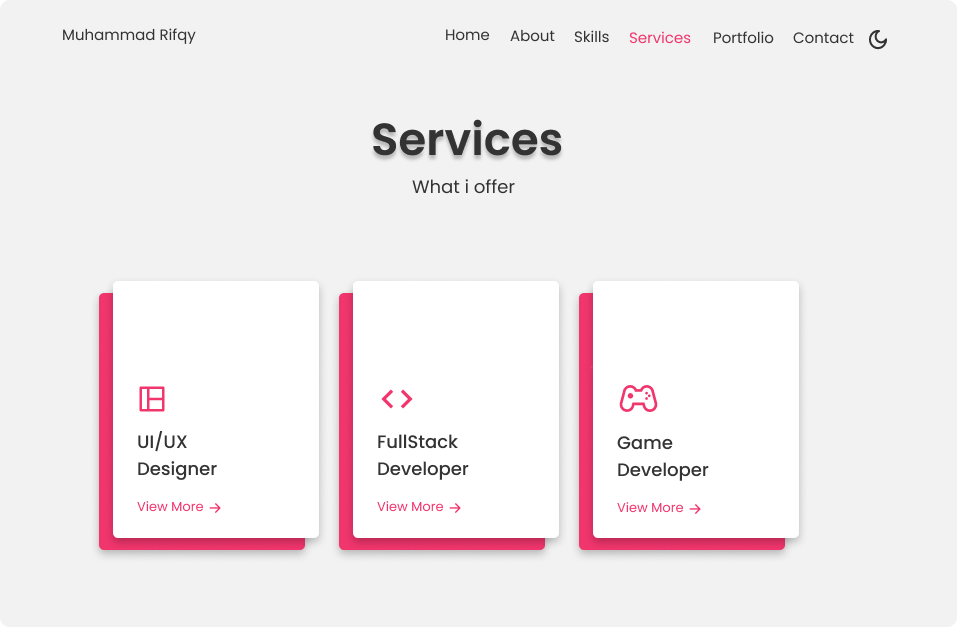 Muhammad Rifqy
Home About Skills Services Portfolio Contact
Services
What i offer
UI/UX
Designer
View More →
FullStack
Developer
View More →
Game
Developer
View More →